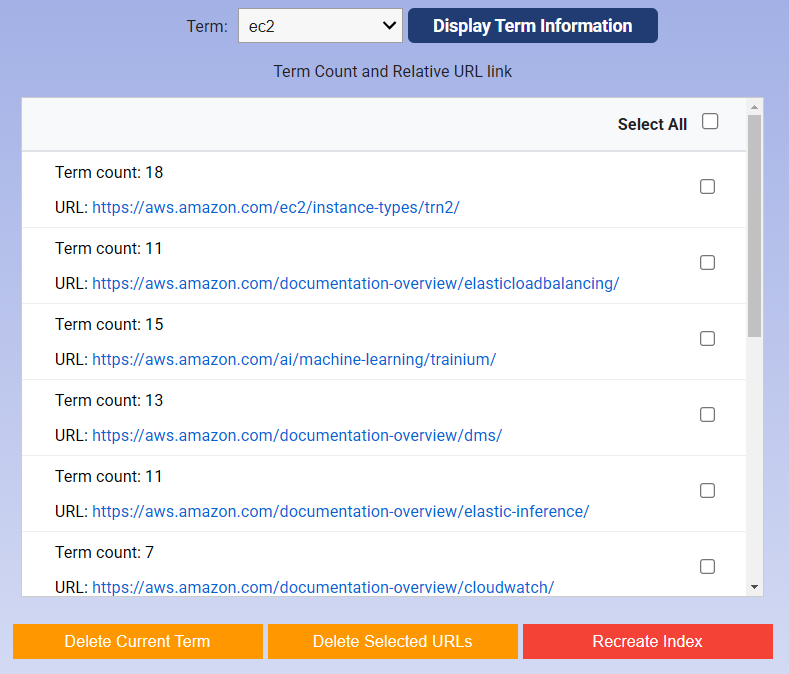 Term: ec2 Display Term Information
Term Count and Relative URL link
Select All
Term count: 18
URL: https://aws.amazon.com/ec2/instance-types/trn2/
Term count: 11
URL: https://aws.amazon.com/documentation-overview/elasticloadbalancing/
Term count: 15
URL: https://aws.amazon.com/ai/machine-learning/trainium/
Term count: 13
URL: https://aws.amazon.com/documentation-overview/dms/
Term count: 11
URL: https://aws.amazon.com/documentation-overview/elastic-inference/
Term count: 7
URL: https://aws.amazon.com/documentation-overview/cloudwatch/
Delete Current Term Delete Selected URLs Recreate Index